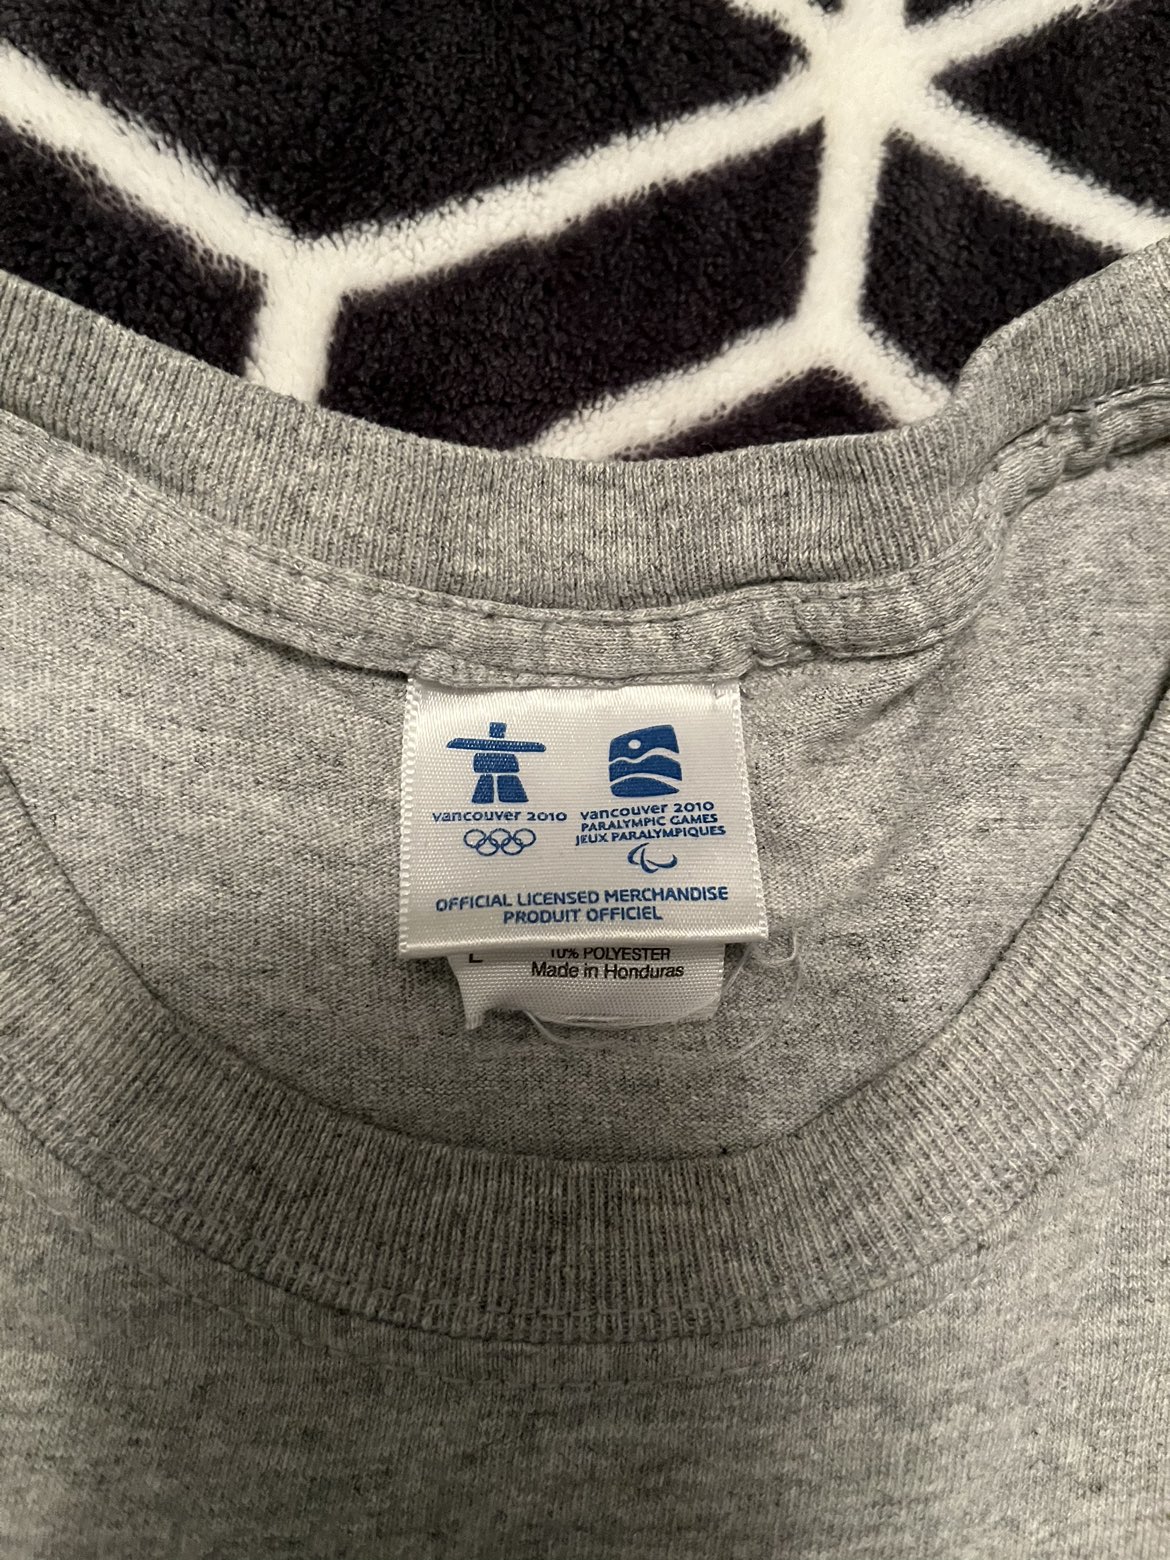 vancouver 2010
vancouver 2010
PARALYMPIC GAMES
JEUX PARALYMPIQUES
OFFICIAL LICENSED MERCHANDISE
PRODUIT OFFICIEL
L 10% POLYESTER
Made in Honduras